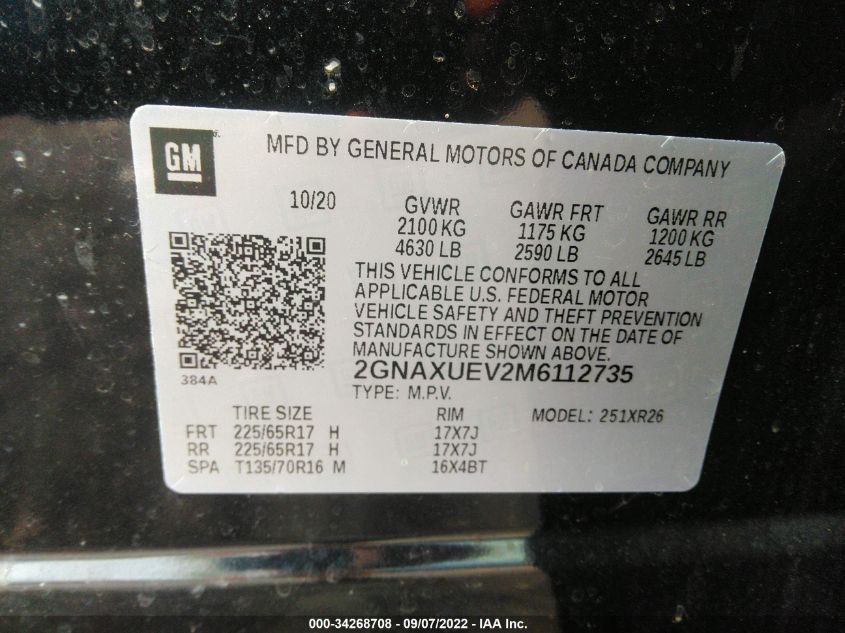 GM
MFD BY GENERAL MOTORS OF CANADA COMPANY
10/20 GVWR GAWR FRT GAWR RR
2100 KG 1175 KG 1200 KG
4630 LB 2590 LB 2645 LB
THIS VEHICLE CONFORMS TO ALL
APPLICABLE U.S. FEDERAL MOTOR
VEHICLE SAFETY AND THEFT PREVENTION
STANDARDS IN EFFECT ON THE DATE OF
MANUFACTURE SHOWN ABOVE.
384A
2GNAXUEV2M6112735
TYPE: M.P.V.
TIRE SIZE RIM MODEL: 251XR26
FRT 225/65R17 H 17X7J
RR 225/65R17 H 17X7J
SPA T135/70R16 M 16X4BT
000-34268708 - 09/07/2022 - IAA Inc.